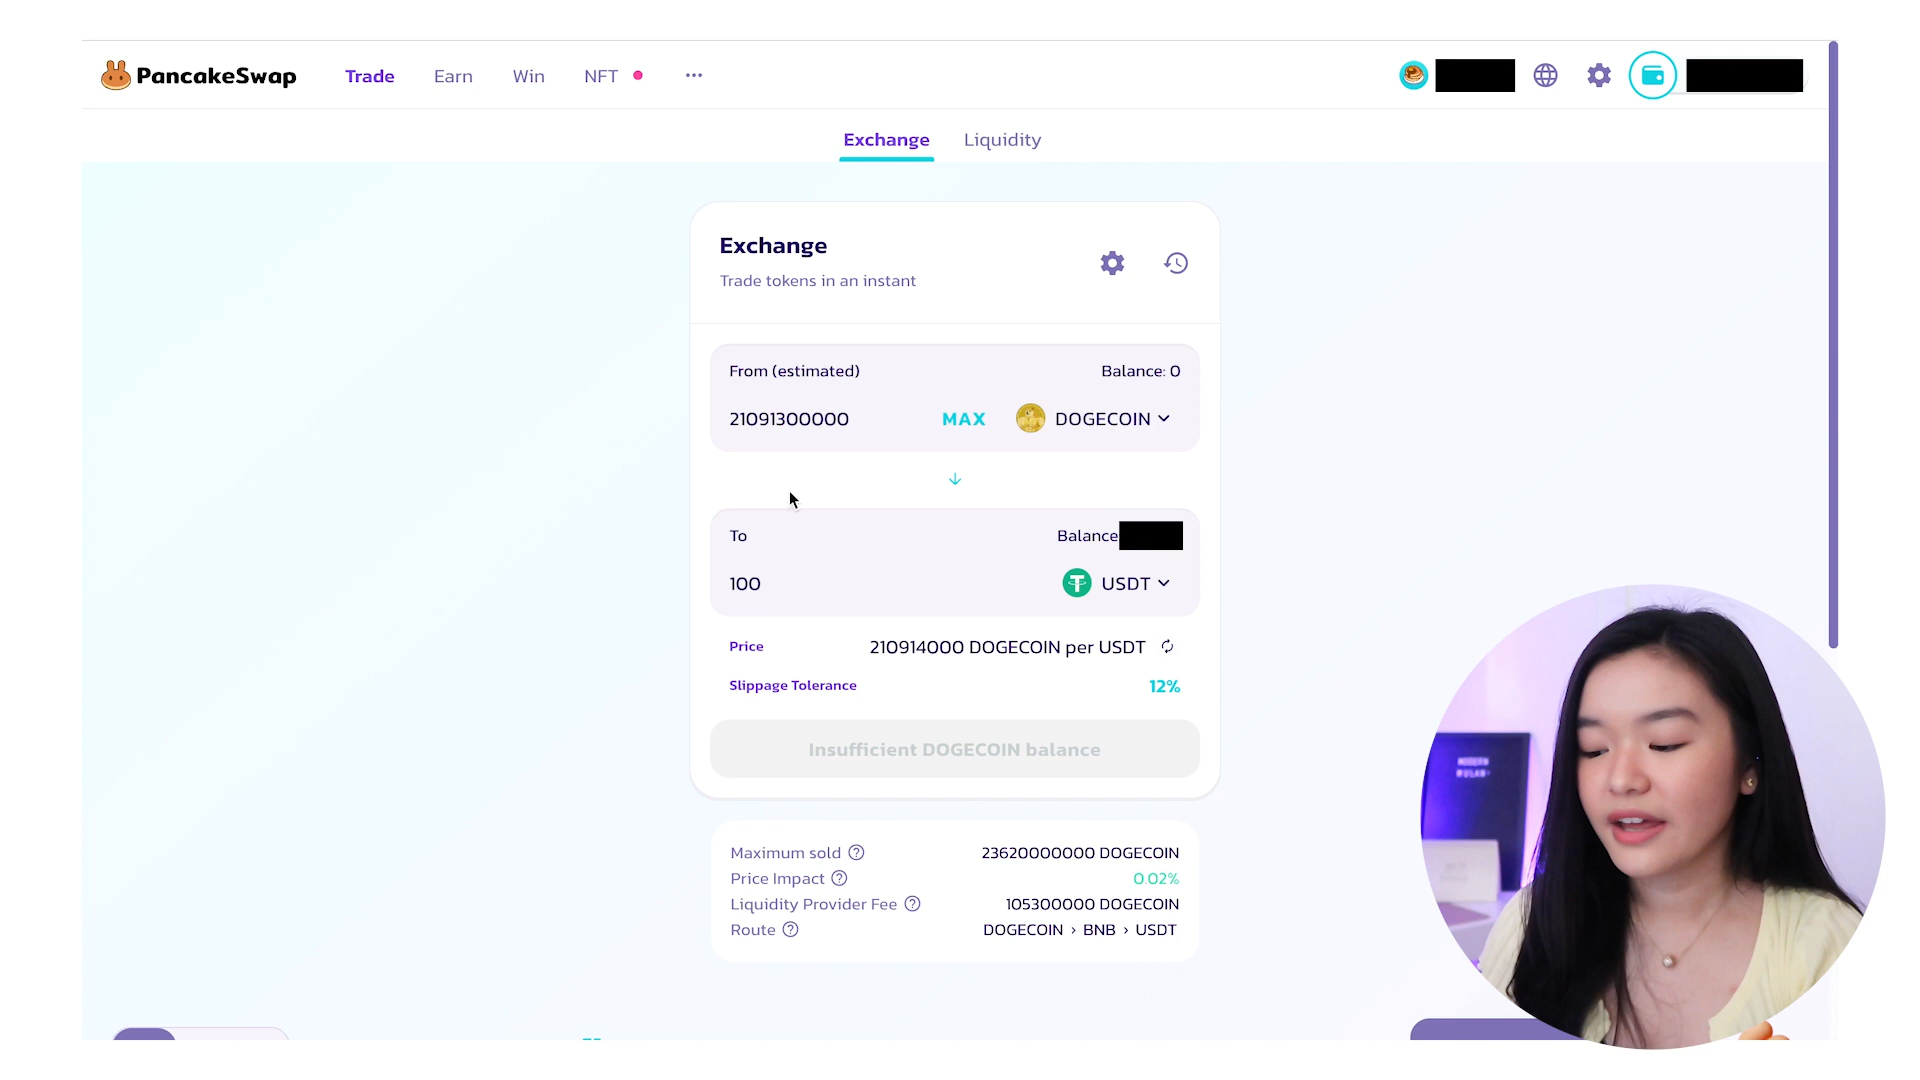 PancakeSwap Trade Earn Win NFT
Exchange Liquidity
Exchange
Trade tokens in an instant
From (estimated) Balance: 0
21091300000 MAX DOGECOIN
To Balance
100 USDT
Price 210914000 DOGECOIN per USDT
Slippage Tolerance 12%
Insufficient DOGECOIN balance
Maximum sold 23620000000 DOGECOIN
Price Impact 0.02%
Liquidity Provider Fee 105300000 DOGECOIN
Route DOGECOIN > BNB > USDT
MODERN
MULAN